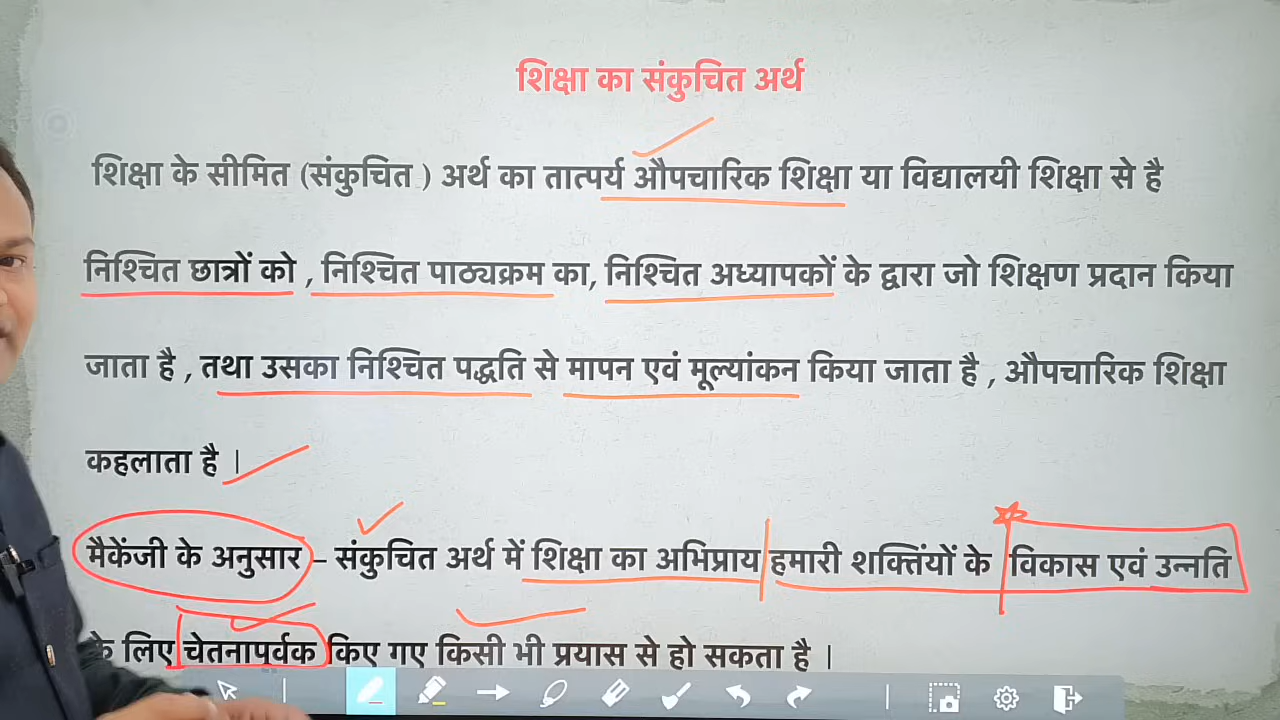 शिक्षा का संकुचित अर्थ
शिक्षा के सीमित (संकुचित ) अर्थ का तात्पर्य औपचारिक शिक्षा या विद्यालयी शिक्षा से है
निश्चित छात्रों को , निश्चित पाठ्यक्रम का, निश्चित अध्यापकों के द्वारा जो शिक्षण प्रदान किया
जाता है , तथा उसका निश्चित पद्धति से मापन एवं मूल्यांकन किया जाता है , औपचारिक शिक्षा
कहलाता है |
मैकेंजी के अनुसार – संकुचित अर्थ में शिक्षा का अभिप्राय हमारी शक्तिंयों के विकास एवं उन्नति
के लिए चेतनापूर्वक किए गए किसी भी प्रयास से हो सकता है |